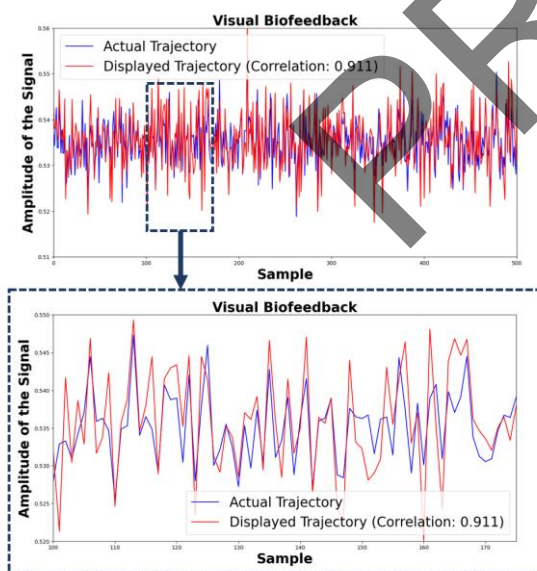 Visual Biofeedback
Actual Trajectory
Displayed Trajectory (Correlation: 0.911)
Amplitude of the Signal
0.56
0.55
0.54
0.53
0.52
0.51
0 100 200 300 400 500
Sample
PR
Visual Biofeedback
Amplitude of the Signal
0.550
0.545
0.540
0.535
0.530
0.525
0.520
Actual Trajectory
Displayed Trajectory (Correlation: 0.911)
100 110 120 130 140 150 160 170
Sample